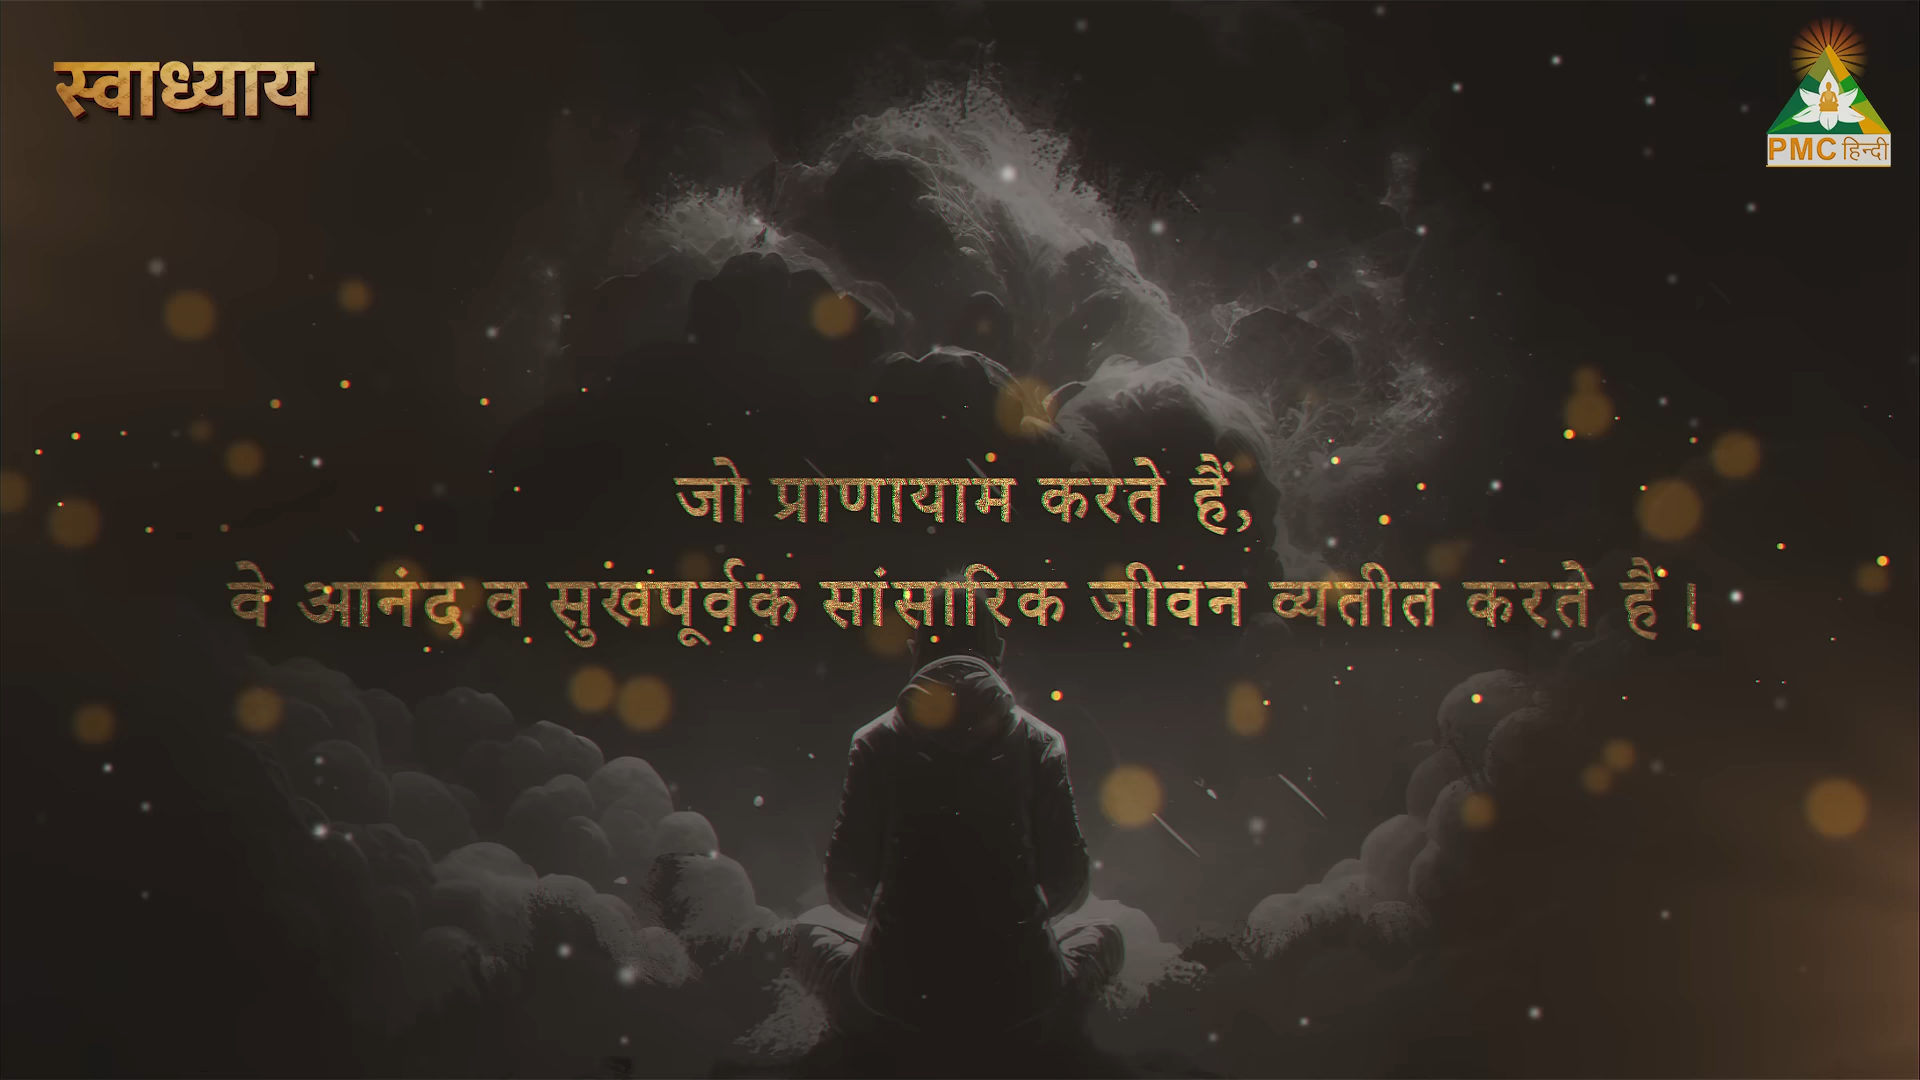 स्वाध्याय
PMC हिन्दी
जो प्राणायाम करते हैं,
वे आनंद व सुखपूर्वक सांसारिक जीवन व्यतीत करते हैं।